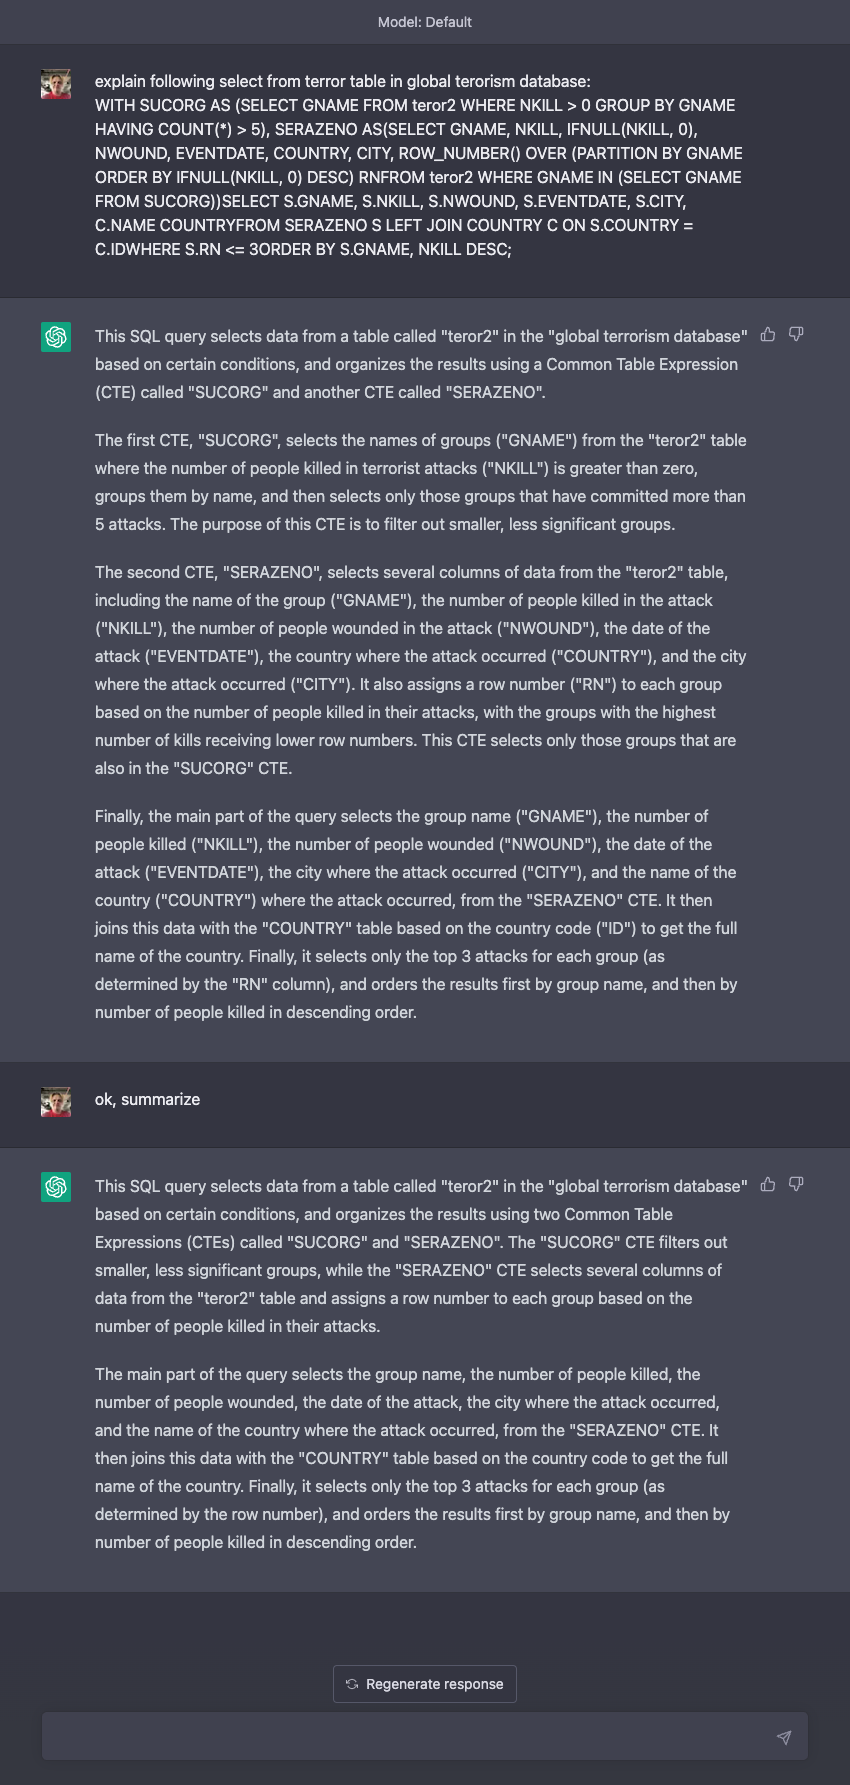 Model: Default
explain following select from terror table in global terorism database:
WITH SUCORG AS (SELECT GNAME FROM teror2 WHERE NKILL > 0 GROUP BY GNAME
HAVING COUNT(*) > 5), SERAZENO AS(SELECT GNAME, NKILL, IFNULL(NKILL, 0),
NWOUND, EVENTDATE, COUNTRY, CITY, ROW_NUMBER() OVER (PARTITION BY GNAME
ORDER BY IFNULL(NKILL, 0) DESC) RNFROM teror2 WHERE GNAME IN (SELECT GNAME
FROM SUCORG))SELECT S.GNAME, S.NKILL, S.NWOUND, S.EVENTDATE, S.CITY,
C.NAME COUNTRYFROM SERAZENO S LEFT JOIN COUNTRY C ON S.COUNTRY =
C.IDWHERE S.RN <= 3ORDER BY S.GNAME, NKILL DESC;
This SQL query selects data from a table called "teror2" in the "global terrorism database"
based on certain conditions, and organizes the results using a Common Table Expression
(CTE) called "SUCORG" and another CTE called "SERAZENO".
The first CTE, "SUCORG", selects the names of groups ("GNAME") from the "teror2" table
where the number of people killed in terrorist attacks ("NKILL") is greater than zero,
groups them by name, and then selects only those groups that have committed more than
5 attacks. The purpose of this CTE is to filter out smaller, less significant groups.
The second CTE, "SERAZENO", selects several columns of data from the "teror2" table,
including the name of the group ("GNAME"), the number of people killed in the attack
("NKILL"), the number of people wounded in the attack ("NWOUND"), the date of the
attack ("EVENTDATE"), the country where the attack occurred ("COUNTRY"), and the city
where the attack occurred ("CITY"). It also assigns a row number ("RN") to each group
based on the number of people killed in their attacks, with the groups with the highest
number of kills receiving lower row numbers. This CTE selects only those groups that are
also in the "SUCORG" CTE.
Finally, the main part of the query selects the group name ("GNAME"), the number of
people killed ("NKILL"), the number of people wounded ("NWOUND"), the date of the
attack ("EVENTDATE"), the city where the attack occurred ("CITY"), and the name of the
country ("COUNTRY") where the attack occurred, from the "SERAZENO" CTE. It then
joins this data with the "COUNTRY" table based on the country code ("ID") to get the full
name of the country. Finally, it selects only the top 3 attacks for each group (as
determined by the "RN" column), and orders the results first by group name, and then by
number of people killed in descending order.
ok, summarize
This SQL query selects data from a table called "teror2" in the "global terrorism database"
based on certain conditions, and organizes the results using two Common Table
Expressions (CTEs) called "SUCORG" and "SERAZENO". The "SUCORG" CTE filters out
smaller, less significant groups, while the "SERAZENO" CTE selects several columns of
data from the "teror2" table and assigns a row number to each group based on the
number of people killed in their attacks.
The main part of the query selects the group name, the number of people killed, the
number of people wounded, the date of the attack, the city where the attack occurred,
and the name of the country where the attack occurred, from the "SERAZENO" CTE. It
then joins this data with the "COUNTRY" table based on the country code to get the full
name of the country. Finally, it selects only the top 3 attacks for each group (as
determined by the row number), and orders the results first by group name, and then by
number of people killed in descending order.
Regenerate response